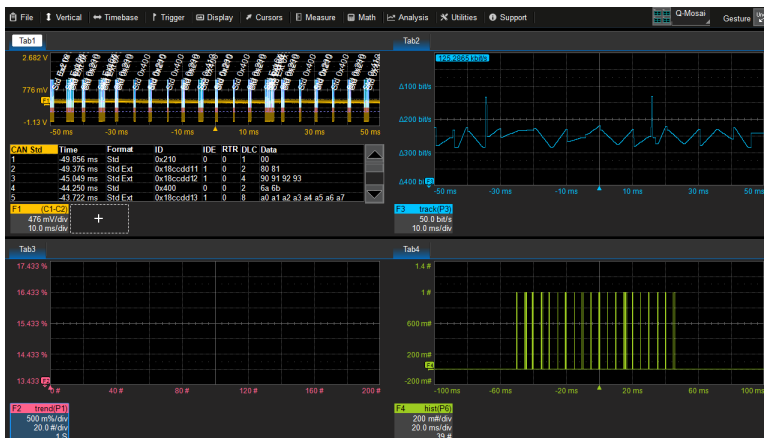 File Vertical Timebase Trigger Display Cursors Measure Math Analysis Utilities Support Q-Mosai Gesture
Tab1
2.682 V
776 mV
F1
-1.13 V
-50 ms -30 ms -10 ms 10 ms 30 ms 50 ms
CAN Std Time Format ID IDE RTR DLC Data
1 -49.856 ms Std 0x210 0 0 1 00
2 -49.376 ms Std Ext 0x18ccdd11 1 0 2 80 81
3 -45.049 ms Std Ext 0x18ccdd12 1 0 4 90 91 92 93
4 -44.250 ms Std 0x400 0 0 2 6a 6b
5 -43.722 ms Std Ext 0x18ccdd13 1 0 8 a0 a1 a2 a3 a4 a5 a6 a7
F1 (C1-C2)
476 mV/div
10.0 ms/div
+
Tab2
125.2985 kbit/s
Δ100 bit/s
Δ200 bit/s
Δ300 bit/s
Δ400 bit/s
F3
-50 ms -30 ms -10 ms 10 ms 30 ms 50 ms
F3 track(P3)
50.0 bit/s
10.0 ms/div
Tab3
17.433 %
16.433 %
15.433 %
14.433 %
13.433 %
F2
0 # 40 # 80 # 120 # 160 # 200 #
F2 trend(P1)
500 m%/div
20.0 #/div
1 S
Tab4
1.4 #
1 #
600 m#
200 m#
F4
-200 m#
-100 ms -60 ms -20 ms 20 ms 60 ms 100 ms
F4 hist(P6)
200 m#/div
20.0 ms/div
39 #